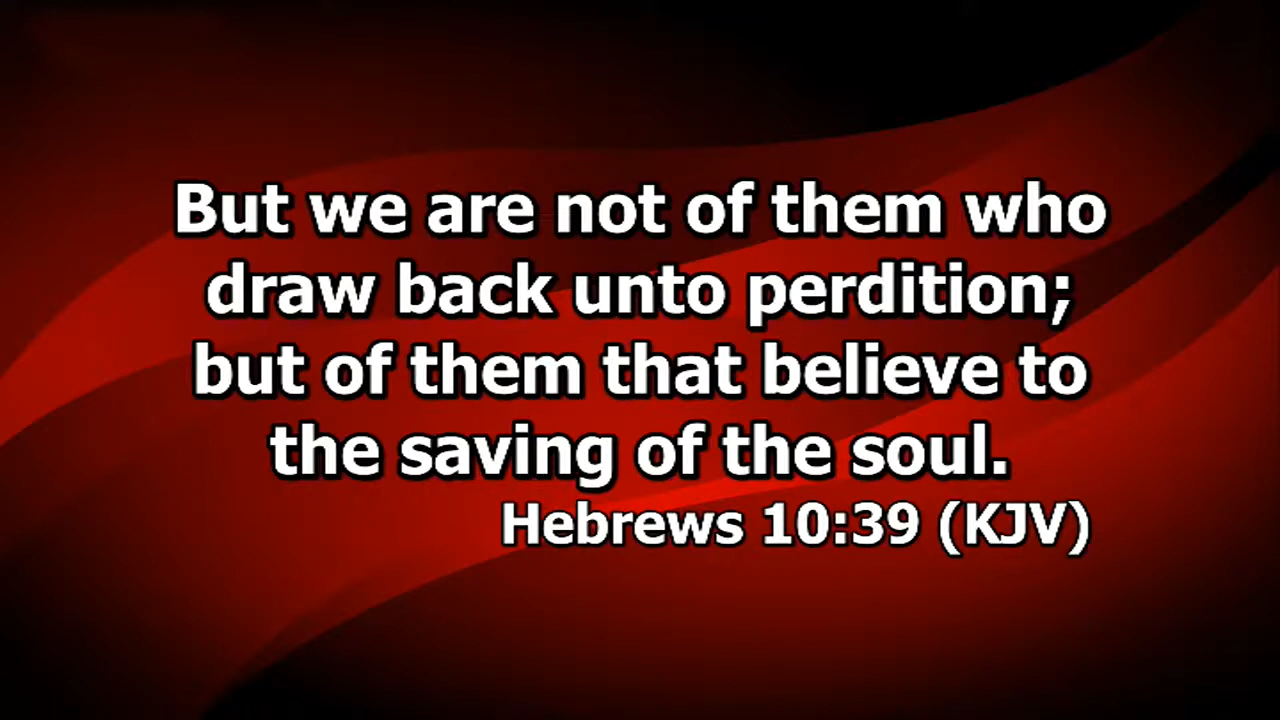 But we are not of them who
draw back unto perdition;
but of them that believe to
the saving of the soul.
Hebrews 10:39 (KJV)